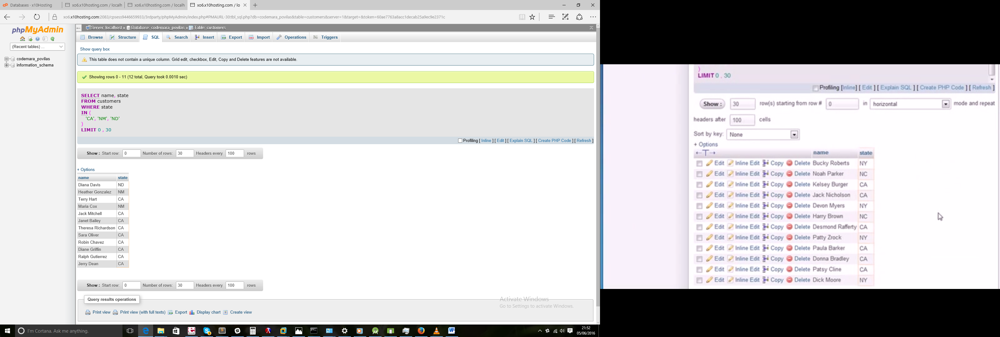 Databases - x10Hosting
xo6.x10hosting.com / localh
xo6.x10hosting.com / localh
xo6.x10hosting.com / lo
xo6.x10hosting.com:2083/cpsess9446659933/3rdparty/phpMyAdmin/index.php#PMAURL-30:tbl_sql.php?db=codemara_povilas&table=customers&server=1&target=&token=60ae7763a8acc1decab25a9ec9e2371c
phpMyAdmin
(Recent tables) ...
codemara_povilas
information_schema
Server: localhost » Database: codemara_povilas » Table: customers
Browse Structure SQL Search Insert Export Import Operations Triggers
Show query box
This table does not contain a unique column. Grid edit, checkbox, Edit, Copy and Delete features are not available.
Showing rows 0 - 11 (12 total, Query took 0.0010 sec)
SELECT name, state
FROM customers
WHERE state
IN (
'CA', 'NM', 'ND'
)
LIMIT 0 , 30
Profiling [ Inline ] [ Edit ] [ Explain SQL ] [ Create PHP Code ] [ Refresh ]
Show : Start row: 0 Number of rows: 30 Headers every 100 rows
+ Options
name state
Diana Davis ND
Heather Gonzalez NM
Terry Hart CA
Maria Cox NM
Jack Mitchell CA
Janet Bailey CA
Theresa Richardson CA
Sara Oliver CA
Robin Chavez CA
Diane Griffin CA
Ralph Gutierrez CA
Jerry Dean CA
Show : Start row: 0 Number of rows: 30 Headers every 100 rows
Query results operations
Print view Print view (with full texts) Export Display chart Create view
Activate Windows
Go to Settings to activate Windows.
I'm Cortana. Ask me anything.
21:52
05/06/2016
)
LIMIT 0 , 30
Profiling [Inline] [ Edit ] [ Explain SQL ] [ Create PHP Code ] [ Refresh ]
Show : 30 row(s) starting from row # 0 in horizontal mode and repeat
headers after 100 cells
Sort by key: None
+ Options
←T→ name state
Edit Inline Edit Copy Delete Bucky Roberts NY
Edit Inline Edit Copy Delete Noah Parker NC
Edit Inline Edit Copy Delete Kelsey Burger CA
Edit Inline Edit Copy Delete Jack Nicholson CA
Edit Inline Edit Copy Delete Devon Myers NY
Edit Inline Edit Copy Delete Harry Brown NC
Edit Inline Edit Copy Delete Desmond Rafferty CA
Edit Inline Edit Copy Delete Patty Zrock NY
Edit Inline Edit Copy Delete Paula Barker CA
Edit Inline Edit Copy Delete Donna Bradley CA
Edit Inline Edit Copy Delete Patsy Cline CA
Edit Inline Edit Copy Delete Dick Moore NY